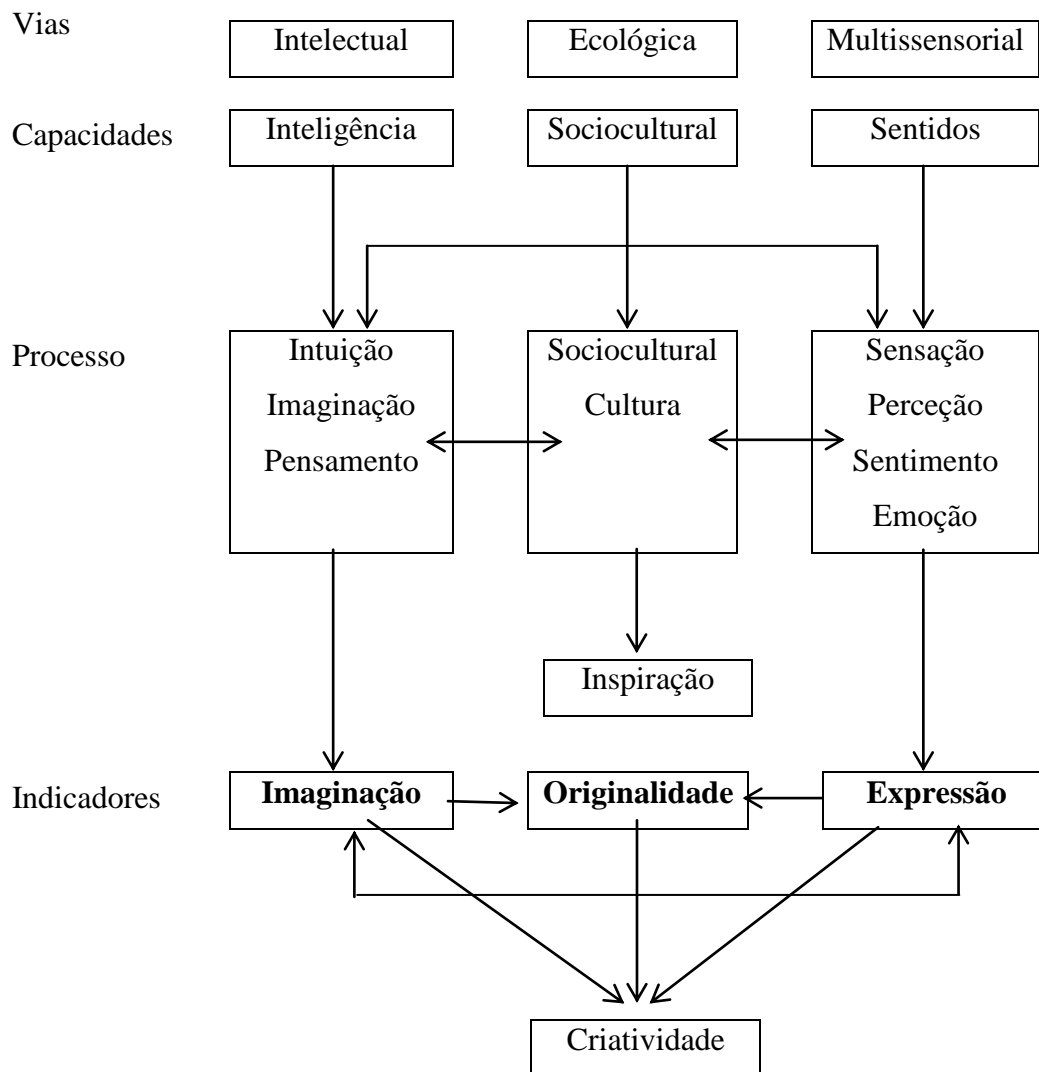 Vias
Intelectual
Ecológica
Multissensorial
Capacidades
Inteligência
Sociocultural
Sentidos
Processo
Intuição
Imaginação
Pensamento
Sociocultural
Cultura
Sensação
Perceção
Sentimento
Emoção
Inspiração
Indicadores
Imaginação
Originalidade
Expressão
Criatividade